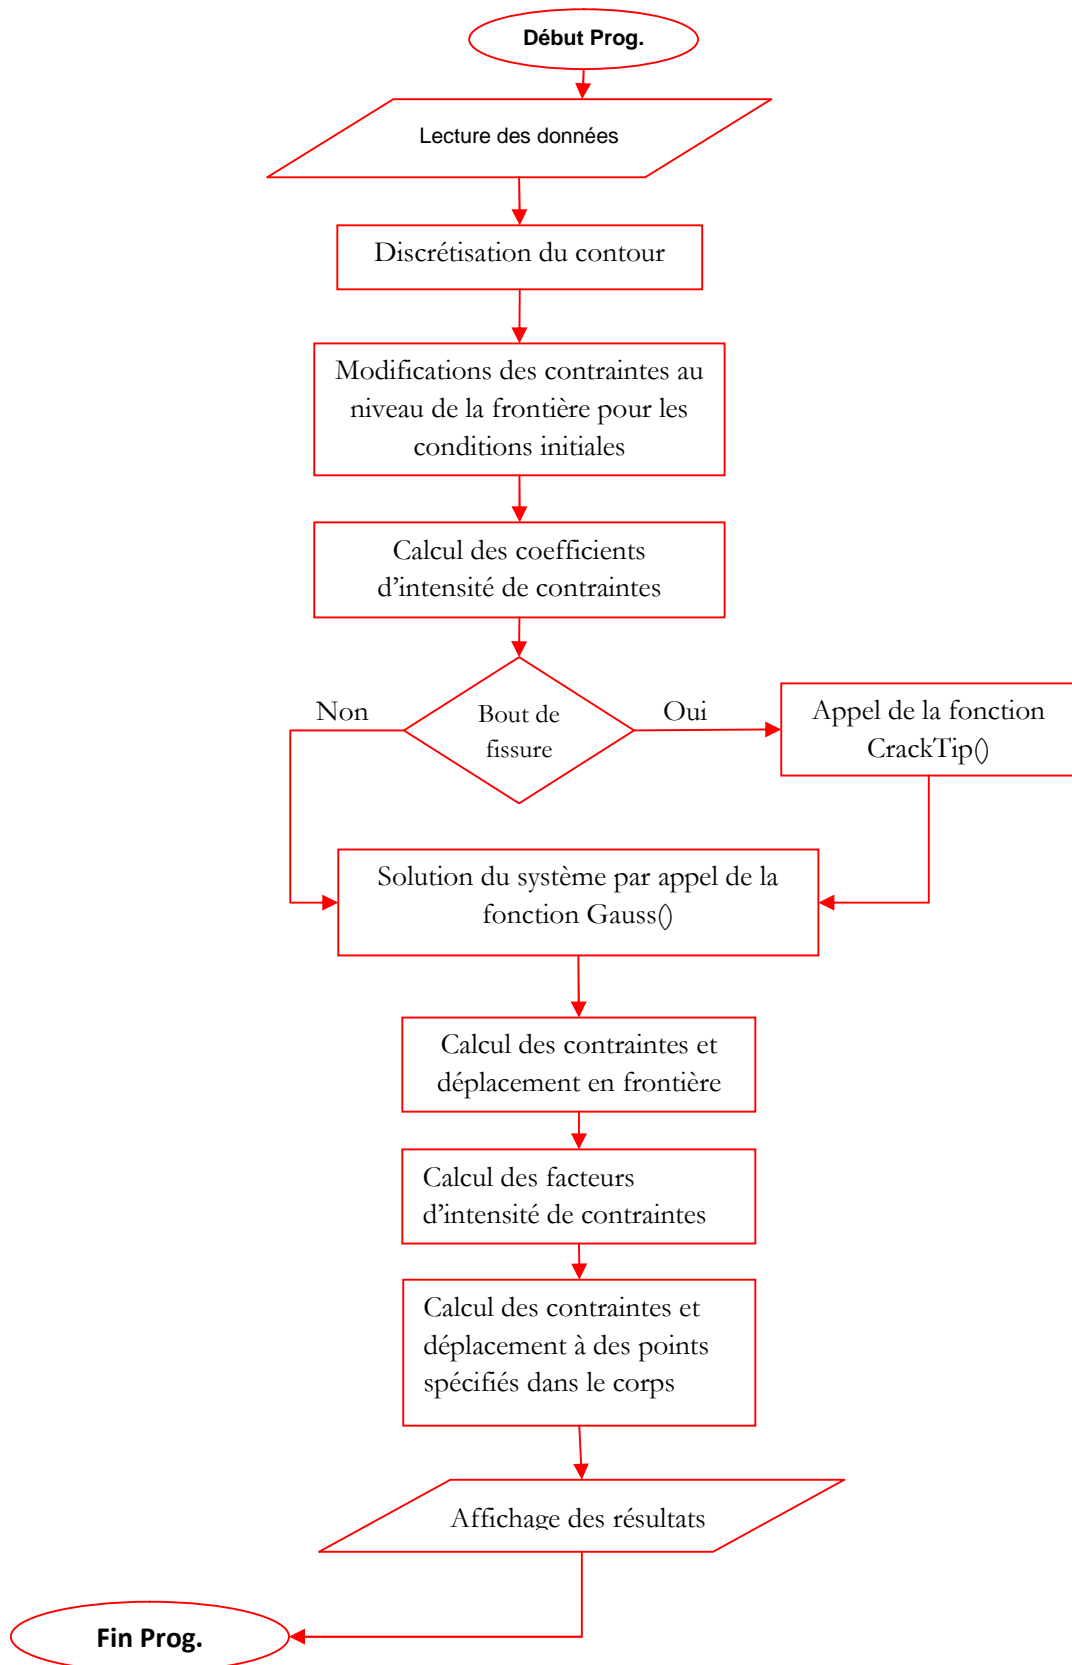 Début Prog.
Lecture des données
Discrétisation du contour
Modifications des contraintes au
niveau de la frontière pour les
conditions initiales
Calcul des coefficients
d’intensité de contraintes
Non
Bout de
fissure
Oui
Appel de la fonction
CrackTip()
Solution du système par appel de la
fonction Gauss()
Calcul des contraintes et
déplacement en frontière
Calcul des facteurs
d’intensité de contraintes
Calcul des contraintes et
déplacement à des points
spécifiés dans le corps
Affichage des résultats
Fin Prog.